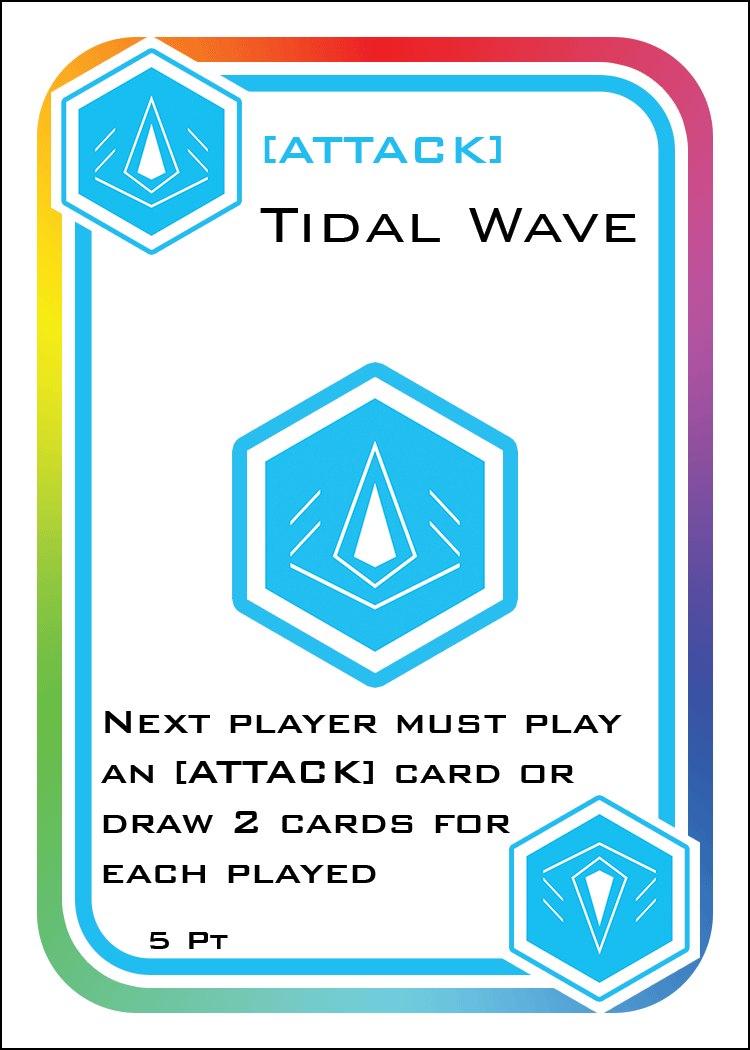 [ATTACK]
Tidal Wave
Next player must play
an [ATTACK] card or
draw 2 cards for
each played
5 Pt